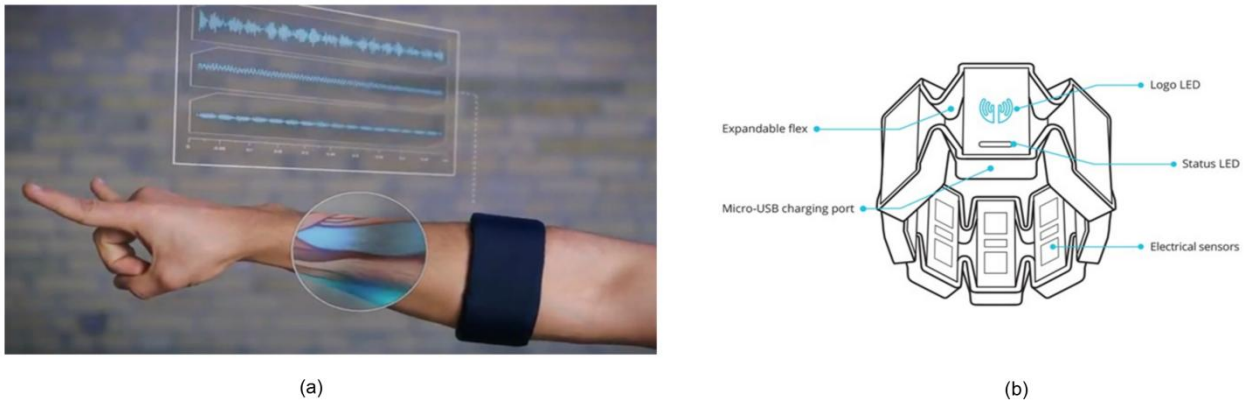 Logo LED
Expandable flex
Status LED
Micro-USB charging port
Electrical sensors
(a)
(b)